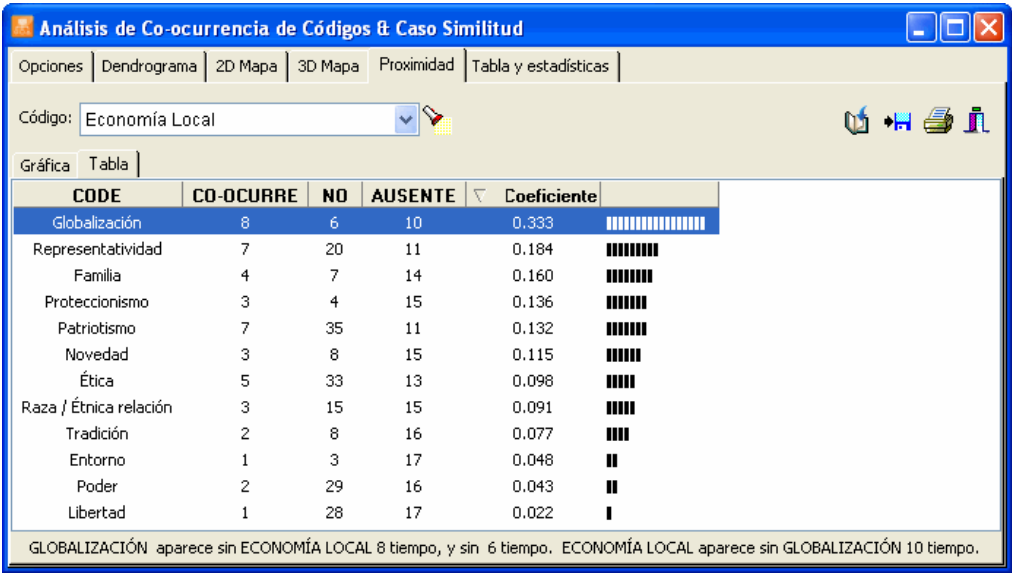 Análisis de Co-ocurrencia de Códigos & Caso Similitud
Opciones Dendrograma 2D Mapa 3D Mapa Proximidad Tabla y estadísticas
Código: Economía Local
Gráfica Tabla
CODE CO-OCURRE NO AUSENTE Coeficiente
Globalización 8 6 10 0.333
Representatividad 7 20 11 0.184
Familia 4 7 14 0.160
Proteccionismo 3 4 15 0.136
Patriotismo 7 35 11 0.132
Novedad 3 8 15 0.115
Ética 5 33 13 0.098
Raza / Étnica relación 3 15 15 0.091
Tradición 2 8 16 0.077
Entorno 1 3 17 0.048
Poder 2 29 16 0.043
Libertad 1 28 17 0.022
GLOBALIZACIÓN aparece sin ECONOMÍA LOCAL 8 tiempo, y sin 6 tiempo. ECONOMÍA LOCAL aparece sin GLOBALIZACIÓN 10 tiempo.